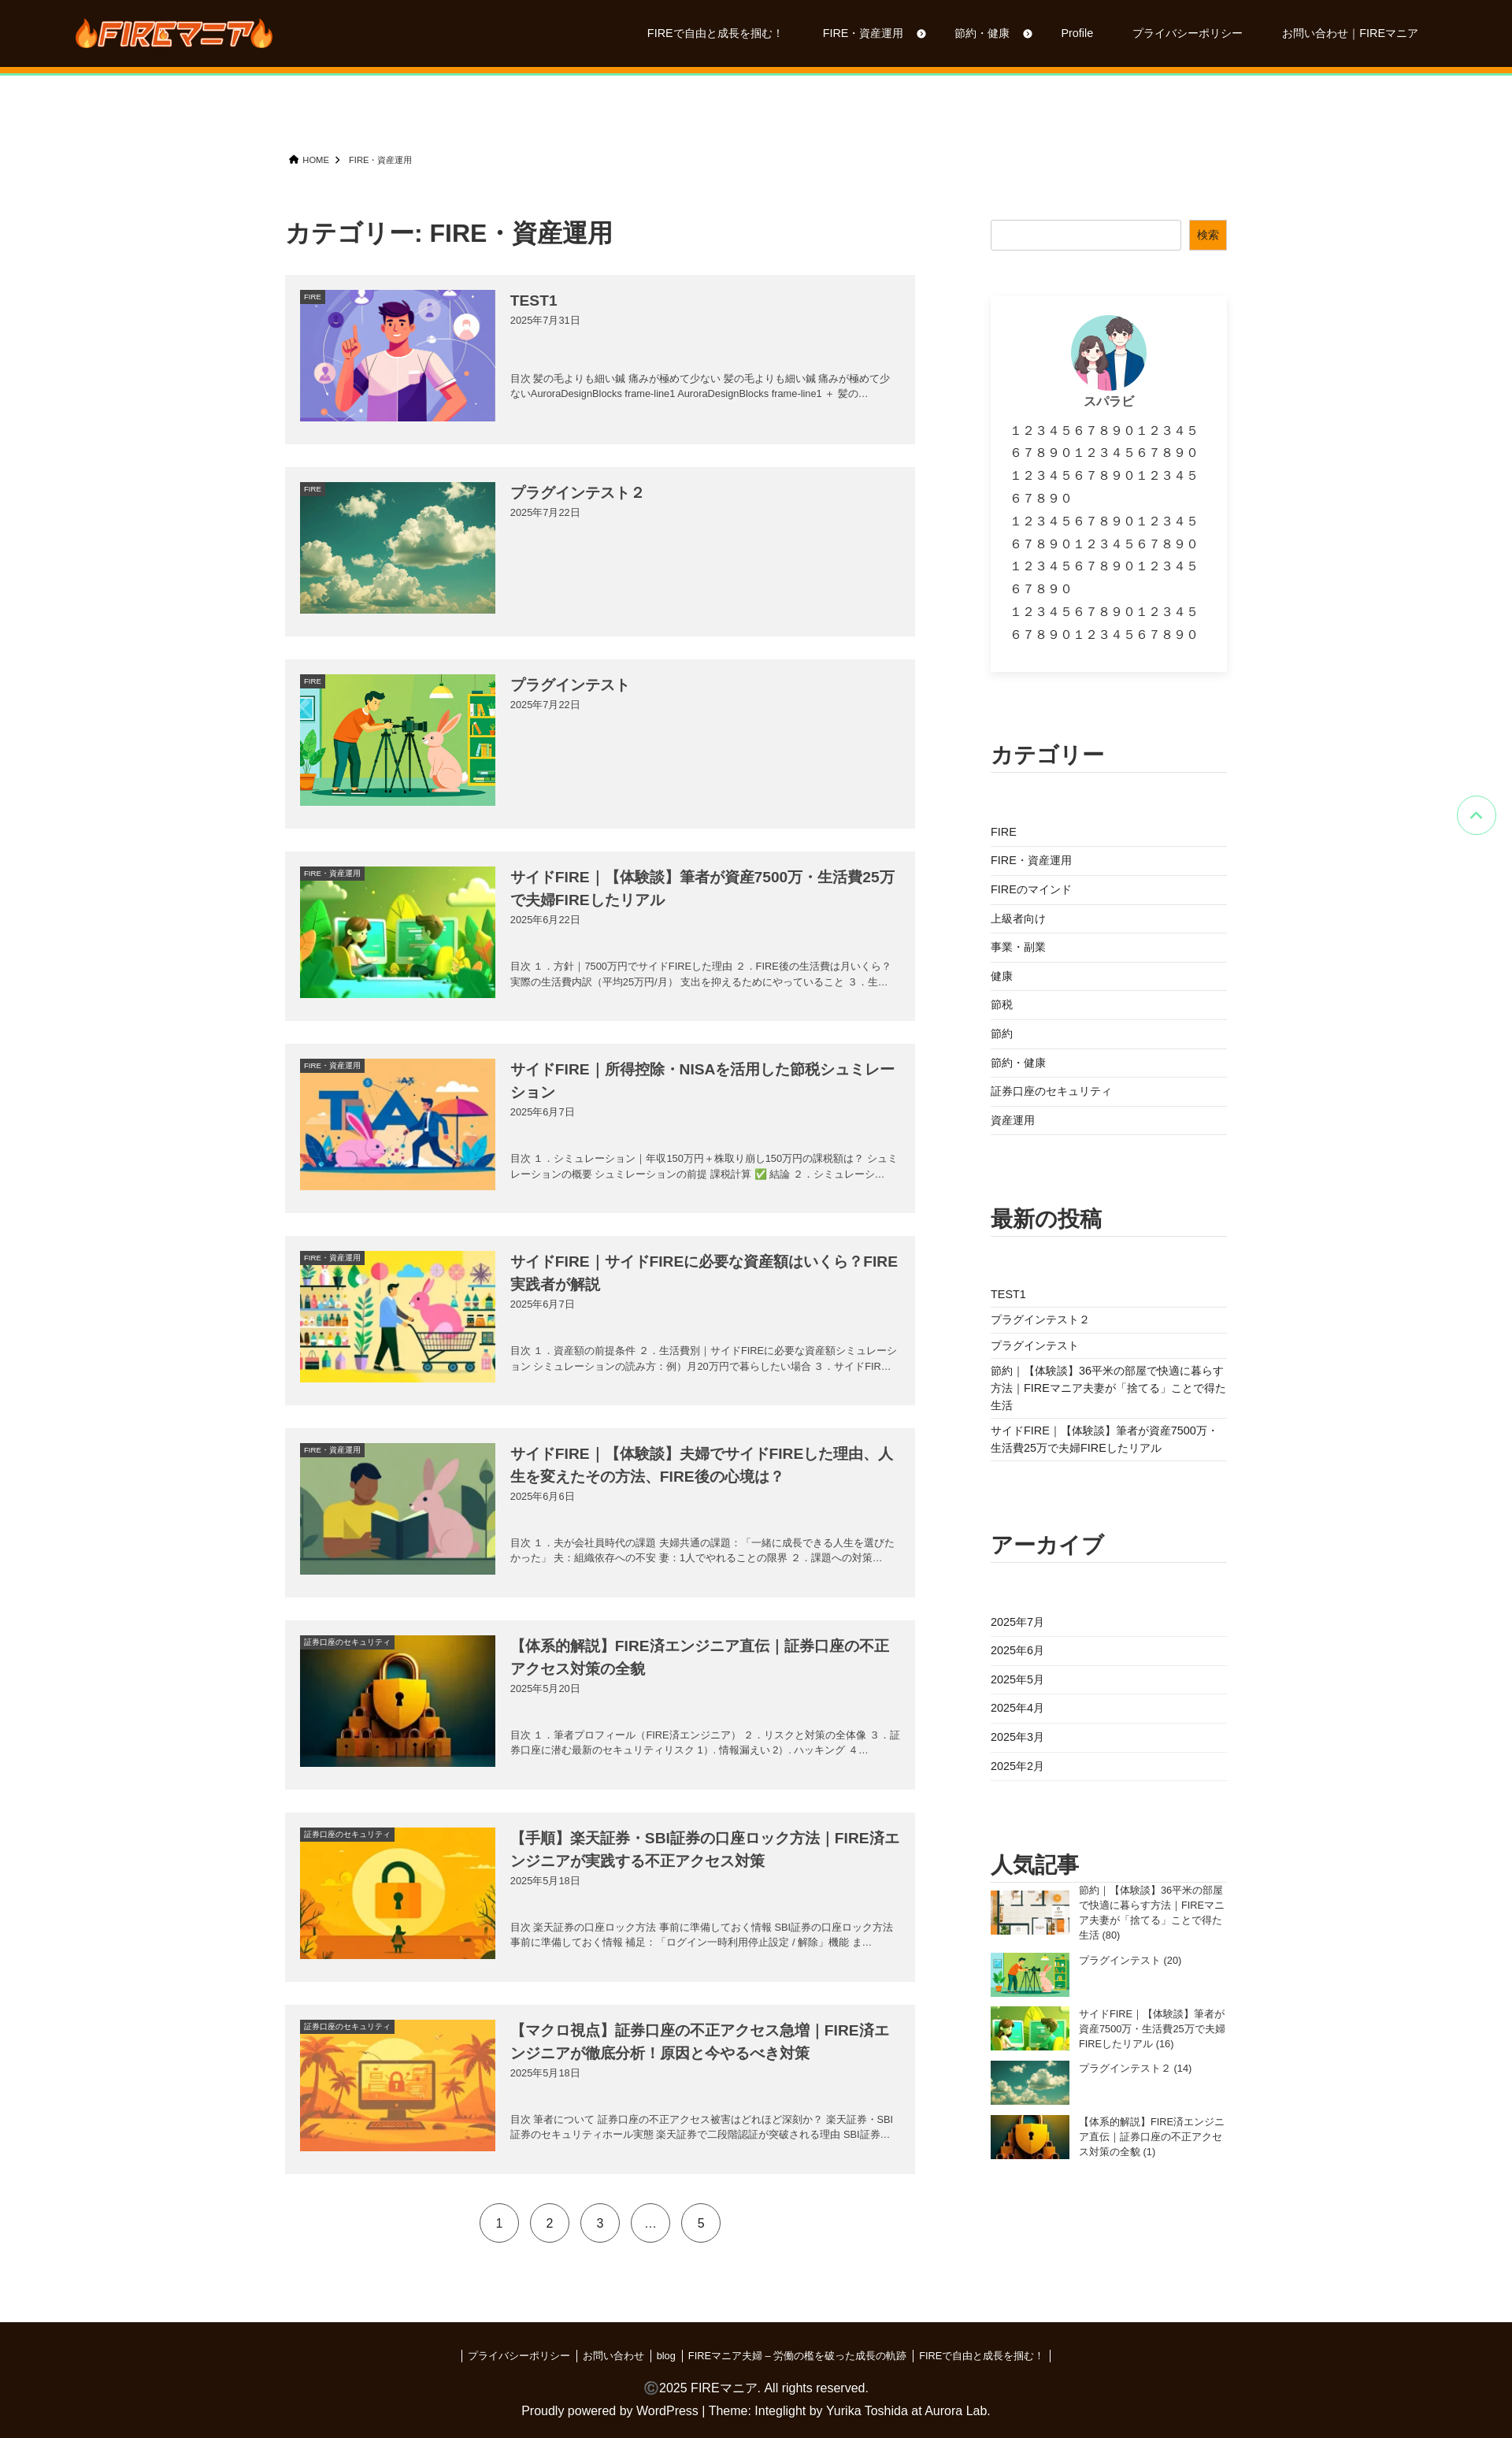 FIREマニア
FIREで自由と成長を掴む！
FIRE・資産運用
節約・健康
Profile
プライバシーポリシー
お問い合わせ｜FIREマニア
HOME
FIRE・資産運用
カテゴリー: FIRE・資産運用
FIRE
TEST1
2025年7月31日
目次 髪の毛よりも細い鍼 痛みが極めて少ない 髪の毛よりも細い鍼 痛みが極めて少
ないAuroraDesignBlocks frame-line1 AuroraDesignBlocks frame-line1 ＋ 髪の…
FIRE
プラグインテスト２
2025年7月22日
FIRE
プラグインテスト
2025年7月22日
FIRE・資産運用
サイドFIRE｜【体験談】筆者が資産7500万・生活費25万
で夫婦FIREしたリアル
2025年6月22日
目次 １．方針｜7500万円でサイドFIREした理由 ２．FIRE後の生活費は月いくら？
実際の生活費内訳（平均25万円/月） 支出を抑えるためにやっていること ３．生…
FIRE・資産運用
サイドFIRE｜所得控除・NISAを活用した節税シュミレー
ション
2025年6月7日
目次 １．シミュレーション｜年収150万円＋株取り崩し150万円の課税額は？ シュミ
レーションの概要 シュミレーションの前提 課税計算 ✅ 結論 ２．シミュレーシ…
FIRE・資産運用
サイドFIRE｜サイドFIREに必要な資産額はいくら？FIRE
実践者が解説
2025年6月7日
目次 １．資産額の前提条件 ２．生活費別｜サイドFIREに必要な資産額シミュレーシ
ョン シミュレーションの読み方：例）月20万円で暮らしたい場合 ３．サイドFIR…
FIRE・資産運用
サイドFIRE｜【体験談】夫婦でサイドFIREした理由、人
生を変えたその方法、FIRE後の心境は？
2025年6月6日
目次 １．夫が会社員時代の課題 夫婦共通の課題：「一緒に成長できる人生を選びた
かった」 夫：組織依存への不安 妻：1人でやれることの限界 ２．課題への対策…
証券口座のセキュリティ
【体系的解説】FIRE済エンジニア直伝｜証券口座の不正
アクセス対策の全貌
2025年5月20日
目次 １．筆者プロフィール（FIRE済エンジニア） ２．リスクと対策の全体像 ３．証
券口座に潜む最新のセキュリティリスク 1）. 情報漏えい 2）. ハッキング ４…
証券口座のセキュリティ
【手順】楽天証券・SBI証券の口座ロック方法｜FIRE済エ
ンジニアが実践する不正アクセス対策
2025年5月18日
目次 楽天証券の口座ロック方法 事前に準備しておく情報 SBI証券の口座ロック方法
事前に準備しておく情報 補足：「ログイン一時利用停止設定 / 解除」機能 ま…
証券口座のセキュリティ
【マクロ視点】証券口座の不正アクセス急増｜FIRE済エ
ンジニアが徹底分析！原因と今やるべき対策
2025年5月18日
目次 筆者について 証券口座の不正アクセス被害はどれほど深刻か？ 楽天証券・SBI
証券のセキュリティホール実態 楽天証券で二段階認証が突破される理由 SBI証券…
1
2
3
…
5
検索
スパラビ
１２３４５６７８９０１２３４５
６７８９０１２３４５６７８９０
１２３４５６７８９０１２３４５
６７８９０
１２３４５６７８９０１２３４５
６７８９０１２３４５６７８９０
１２３４５６７８９０１２３４５
６７８９０
１２３４５６７８９０１２３４５
６７８９０１２３４５６７８９０
カテゴリー
FIRE
FIRE・資産運用
FIREのマインド
上級者向け
事業・副業
健康
節税
節約
節約・健康
証券口座のセキュリティ
資産運用
最新の投稿
TEST1
プラグインテスト２
プラグインテスト
節約｜【体験談】36平米の部屋で快適に暮らす
方法｜FIREマニア夫妻が「捨てる」ことで得た
生活
サイドFIRE｜【体験談】筆者が資産7500万・
生活費25万で夫婦FIREしたリアル
アーカイブ
2025年7月
2025年6月
2025年5月
2025年4月
2025年3月
2025年2月
人気記事
節約｜【体験談】36平米の部屋
で快適に暮らす方法｜FIREマニ
ア夫妻が「捨てる」ことで得た
生活 (80)
プラグインテスト (20)
サイドFIRE｜【体験談】筆者が
資産7500万・生活費25万で夫婦
FIREしたリアル (16)
プラグインテスト２ (14)
【体系的解説】FIRE済エンジニ
ア直伝｜証券口座の不正アクセ
ス対策の全貌 (1)
プライバシーポリシー
お問い合わせ
blog
FIREマニア夫婦 – 労働の檻を破った成長の軌跡
FIREで自由と成長を掴む！
©2025 FIREマニア. All rights reserved.
Proudly powered by WordPress | Theme: Integlight by Yurika Toshida at Aurora Lab.